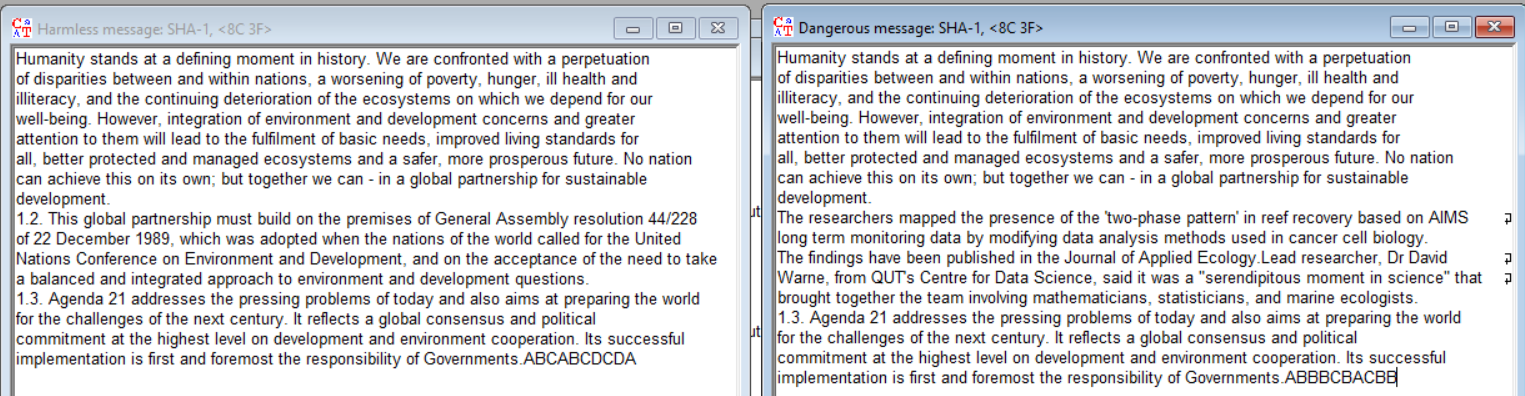 Harmless message: SHA-1, <8C 3F>
Humanity stands at a defining moment in history. We are confronted with a perpetuation
of disparities between and within nations, a worsening of poverty, hunger, ill health and
illiteracy, and the continuing deterioration of the ecosystems on which we depend for our
well-being. However, integration of environment and development concerns and greater
attention to them will lead to the fulfilment of basic needs, improved living standards for
all, better protected and managed ecosystems and a safer, more prosperous future. No nation
can achieve this on its own; but together we can - in a global partnership for sustainable
development.
1.2. This global partnership must build on the premises of General Assembly resolution 44/228
of 22 December 1989, which was adopted when the nations of the world called for the United
Nations Conference on Environment and Development, and on the acceptance of the need to take
a balanced and integrated approach to environment and development questions.
1.3. Agenda 21 addresses the pressing problems of today and also aims at preparing the world
for the challenges of the next century. It reflects a global consensus and political
commitment at the highest level on development and environment cooperation. Its successful
implementation is first and foremost the responsibility of Governments.ABCABCDCDA
Dangerous message: SHA-1, <8C 3F>
Humanity stands at a defining moment in history. We are confronted with a perpetuation
of disparities between and within nations, a worsening of poverty, hunger, ill health and
illiteracy, and the continuing deterioration of the ecosystems on which we depend for our
well-being. However, integration of environment and development concerns and greater
attention to them will lead to the fulfilment of basic needs, improved living standards for
all, better protected and managed ecosystems and a safer, more prosperous future. No nation
can achieve this on its own; but together we can - in a global partnership for sustainable
development.
The researchers mapped the presence of the 'two-phase pattern' in reef recovery based on AIMS
long term monitoring data by modifying data analysis methods used in cancer cell biology.
The findings have been published in the Journal of Applied Ecology.Lead researcher, Dr David
Warne, from QUT's Centre for Data Science, said it was a "serendipitous moment in science" that
brought together the team involving mathematicians, statisticians, and marine ecologists.
1.3. Agenda 21 addresses the pressing problems of today and also aims at preparing the world
for the challenges of the next century. It reflects a global consensus and political
commitment at the highest level on development and environment cooperation. Its successful
implementation is first and foremost the responsibility of Governments.ABBBCBACBB